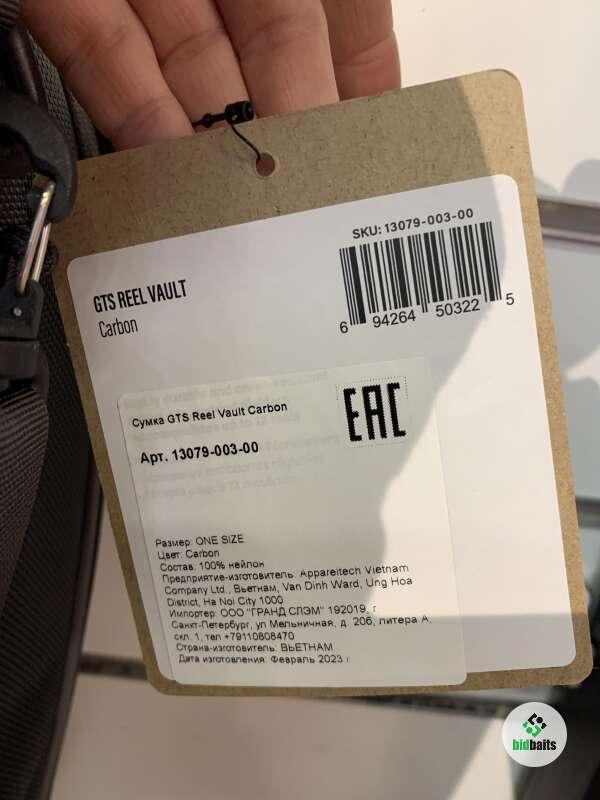 SKU: 13079-003-00
6 94264 50322 5
GTS REEL VAULT
Carbon
Сумка GTS Reel Vault Carbon
EAC
Арт. 13079-003-00
Размер: ONE SIZE
Цвет: Carbon
Состав: 100% нейлон
Предприятие-изготовитель: Appareltech Vietnam
Company Ltd., Вьетнам, Van Dinh Ward, Ung Hoa
District, Ha Noi City 1000
Импортер: ООО "ГРАНД СЛЭМ" 192019, г.
Санкт-Петербург, ул Мельничная, д. 20б, литера А,
скл. 1, тел +79110808470
Страна-изготовитель: ВЬЕТНАМ
Дата изготовления: Февраль 2023 г
bidbaits